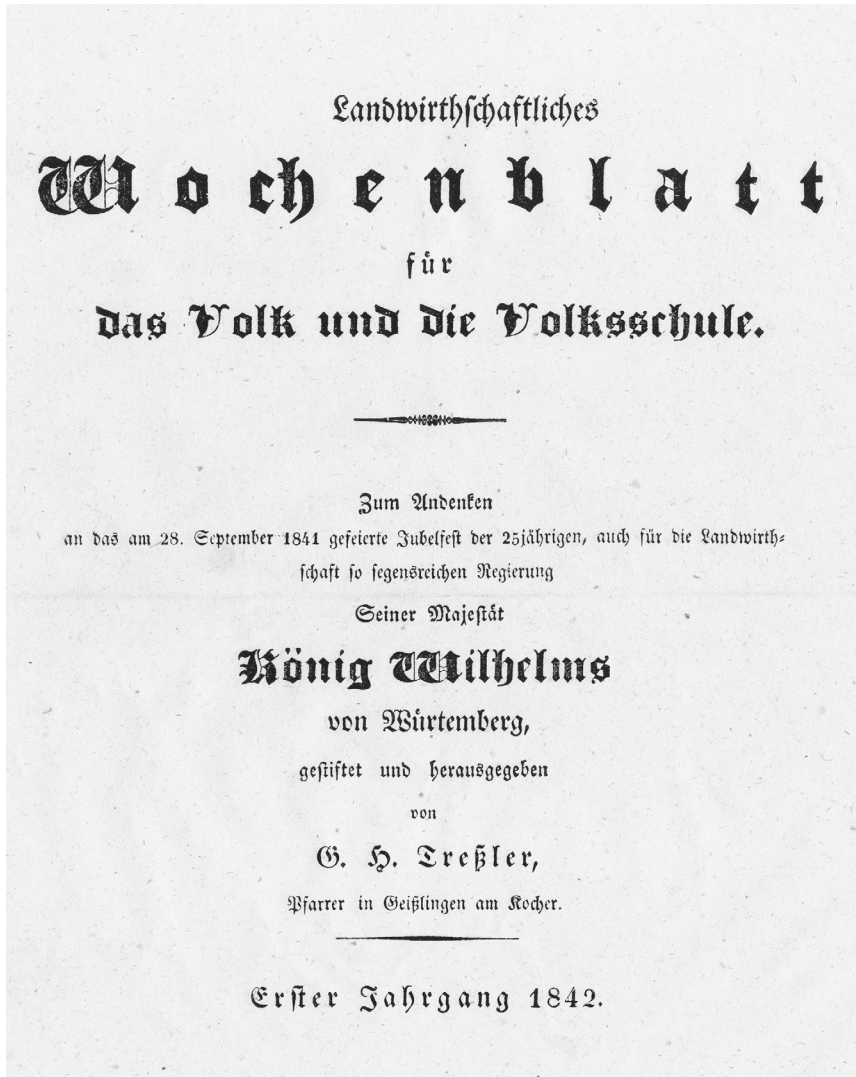 Landwirthschaftliches
Wochenblatt
für
das Volk und die Volksschule.
Zum Andenken
an das am 28. September 1841 gefeierte Jubelfest der 25jährigen, auch für die Landwirth-
schaft so segensreichen Regierung
Seiner Majestät
König Wilhelms
von Würtemberg,
gestiftet und herausgegeben
von
G. H. Treßler,
Pfarrer in Geißlingen am Kocher.
Erster Jahrgang 1842.